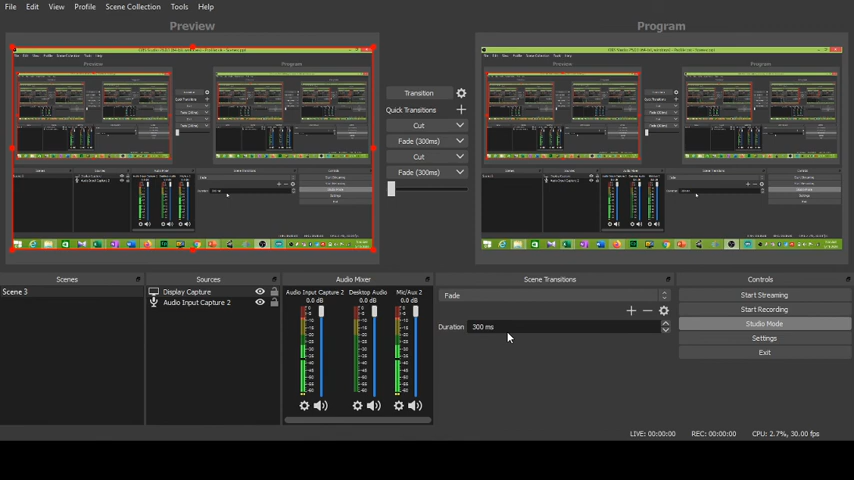 File Edit View Profile Scene Collection Tools Help
Preview
Program
Preview
Program
Preview
Program
Transition
Quick Transitions
Cut
Fade (300ms)
Cut
Fade (300ms)
Scenes
Sources
Audio Mixer
Scene Transitions
Controls
Scene 3
Display Capture
Audio Input Capture 2
Audio Input Capture 2
0.0 dB
Desktop Audio
0.0 dB
Mic/Aux 2
0.0 dB
Fade
Duration 300 ms
Start Streaming
Start Recording
Studio Mode
Settings
Exit
LIVE: 00:00:00 REC: 00:00:00 CPU: 2.7%, 30.00 fps